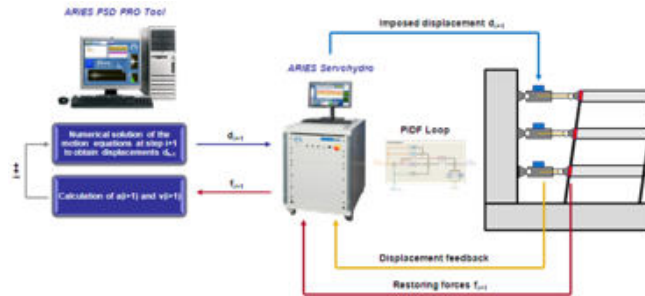 ARIES PSD PRO Tool
Imposed displacement di+1
ARIES Servohydro
Numerical solution of the
motion equations at step i+1
to obtain displacements di+1
di+1
PIDF Loop
i++
Calculation of a(i+1) and v(i+1)
fi+1
Displacement feedback
Restoring forces fi+1